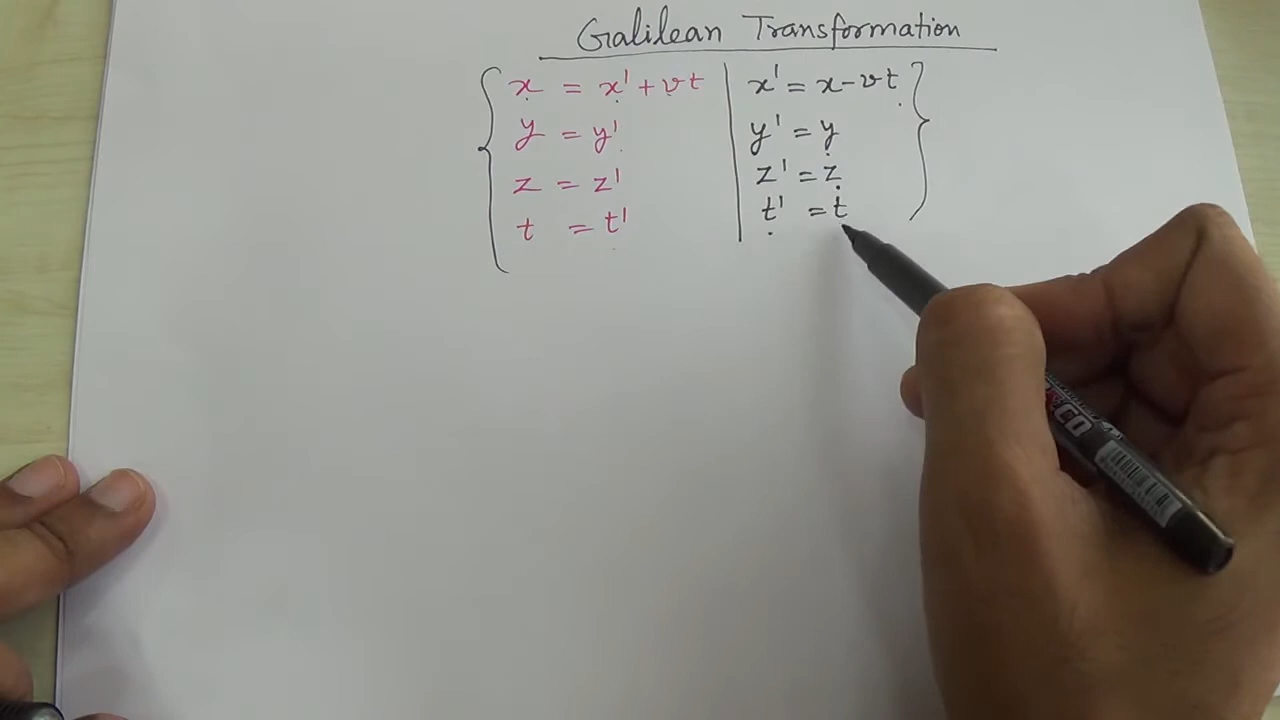 Galilean Transformation
x = x' + vt | x' = x - vt
y = y' | y' = y
z = z' | z' = z
t = t' | t' = t